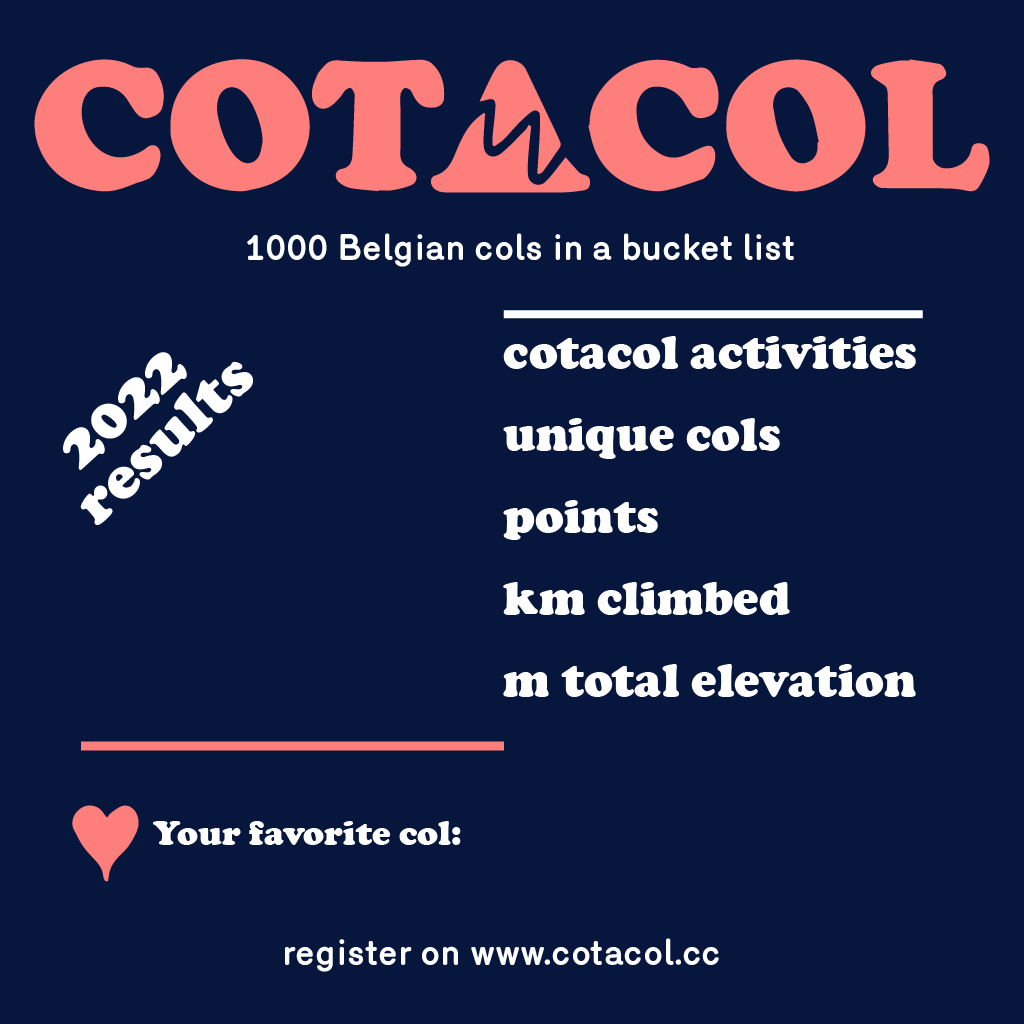 COTACOL
1000 Belgian cols in a bucket list
2022
results
cotacol activities
unique cols
points
km climbed
m total elevation
Your favorite col:
register on www.cotacol.cc